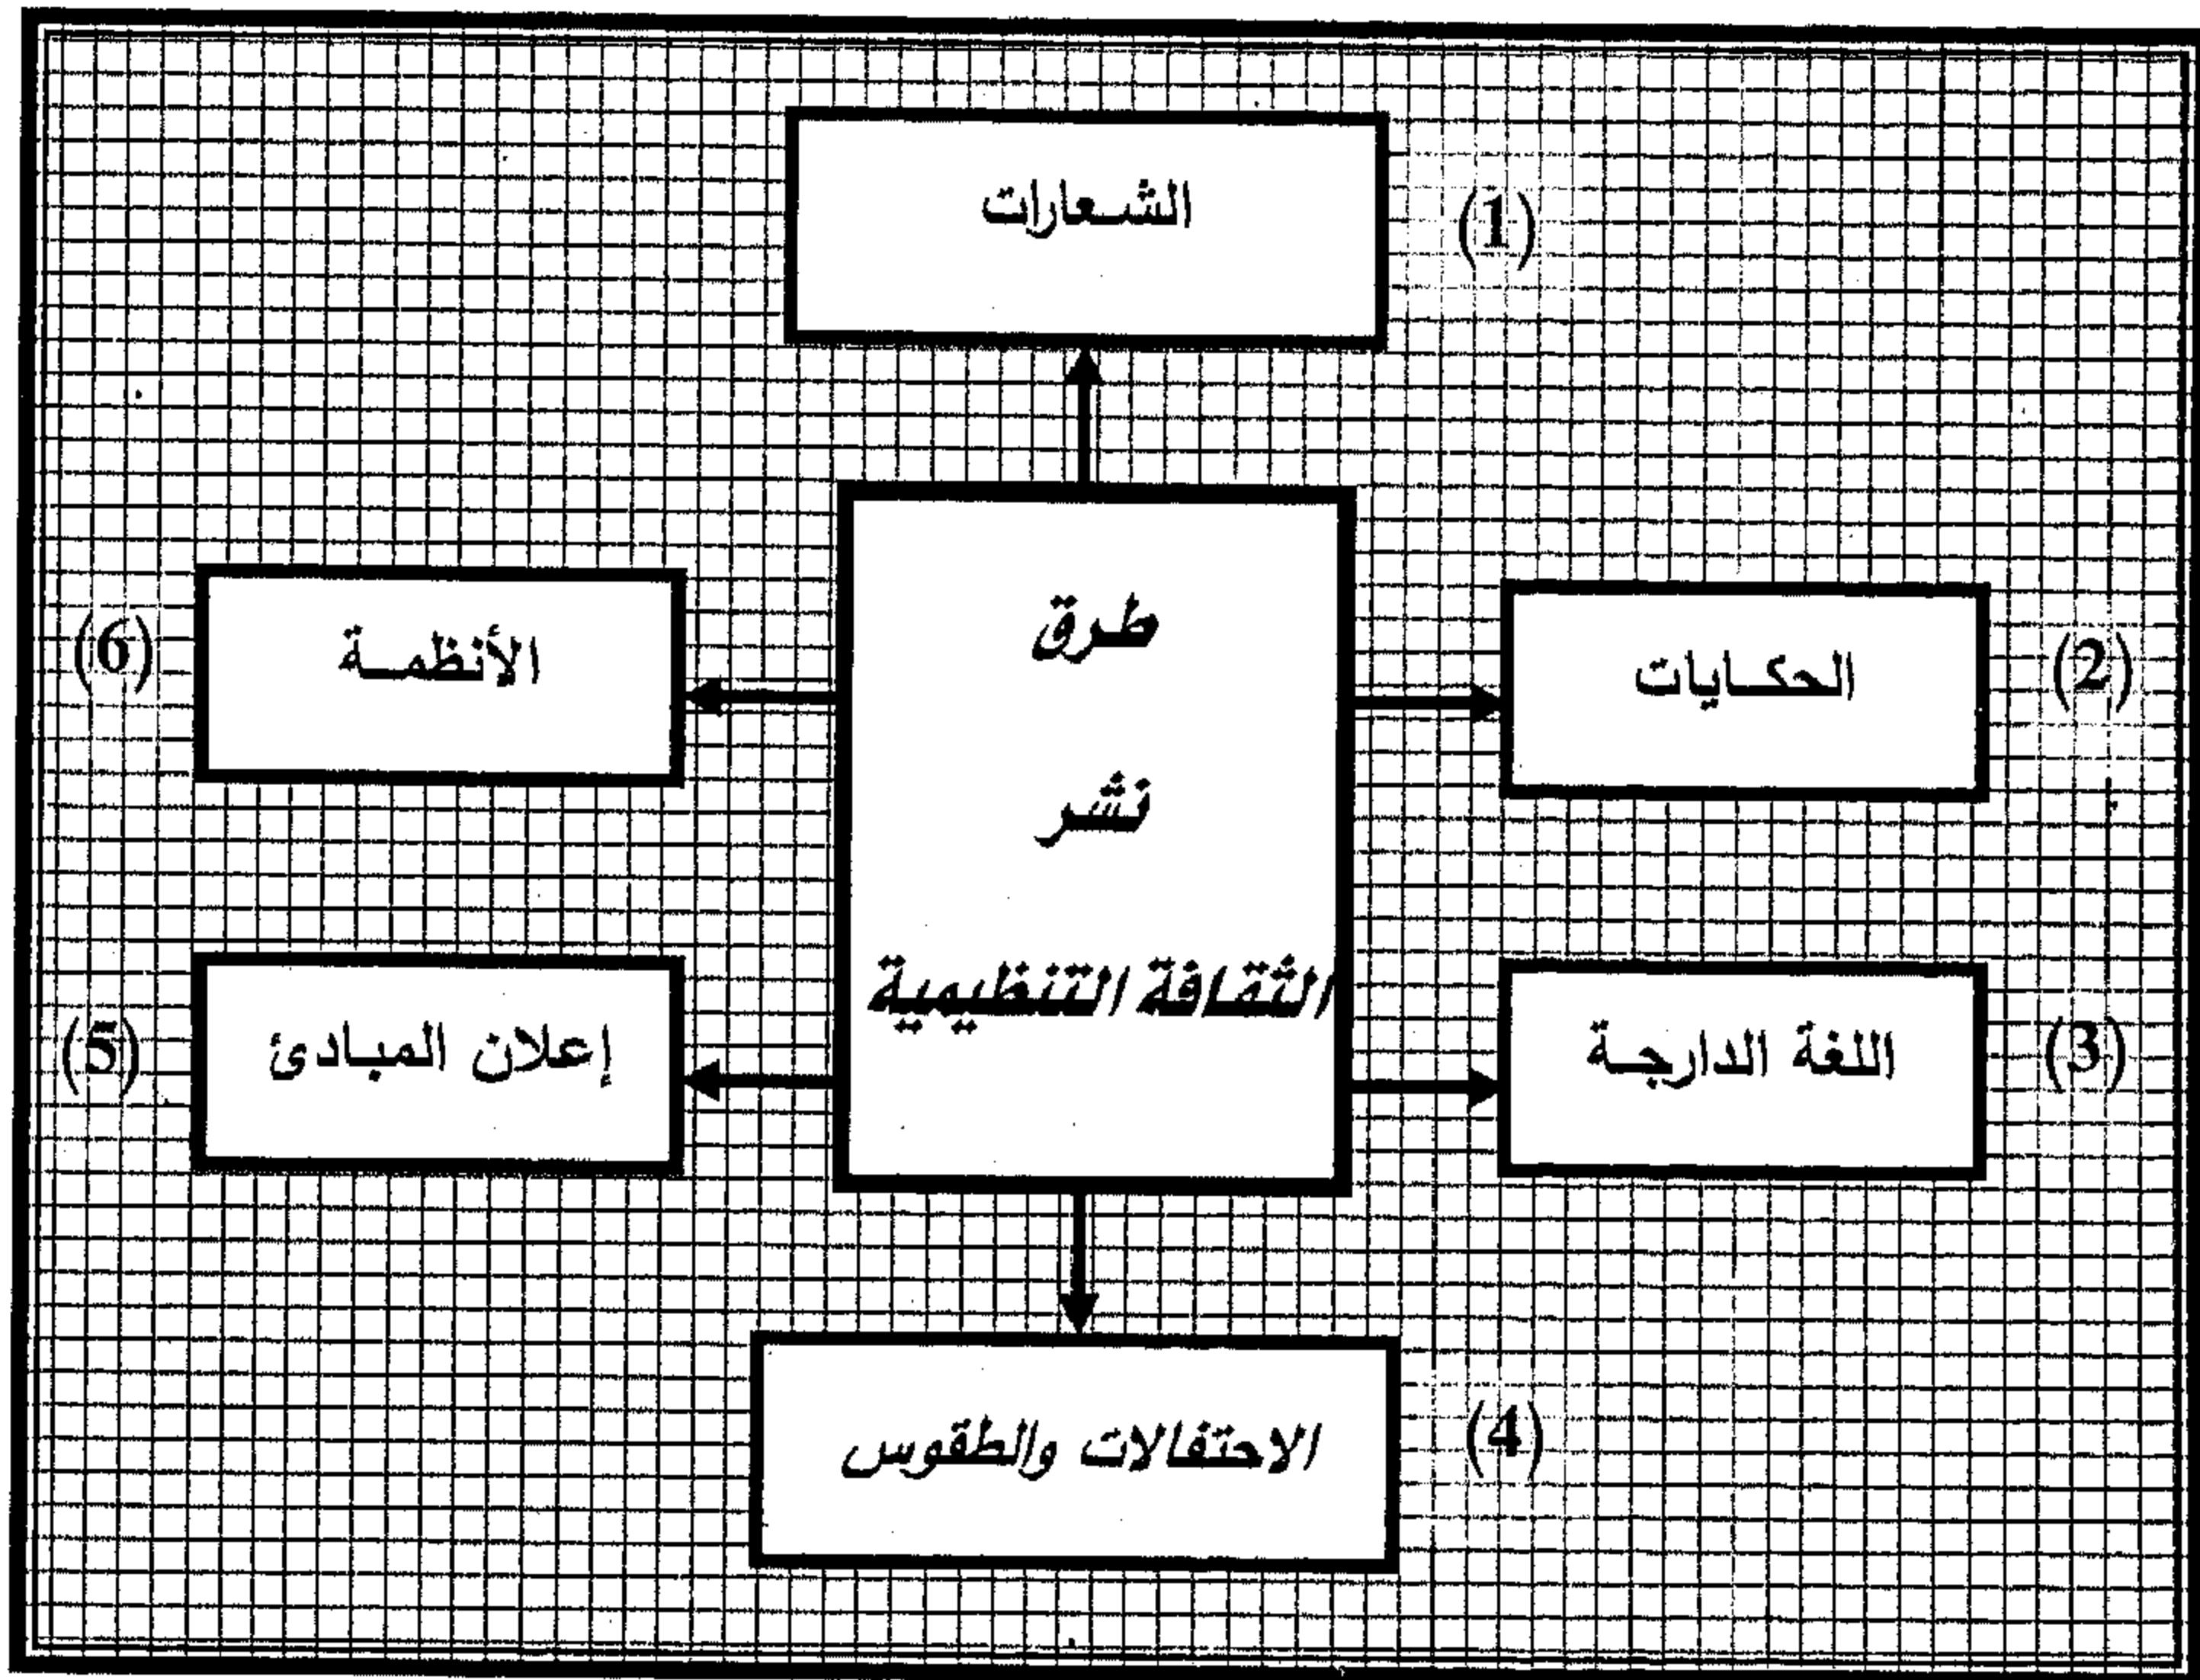 الشعارات
(1)
طرق
نشر
الثقافة التنظيمية
الحكايات
(2)
اللغة الدارجة
(3)
الاحتفالات والطقوس
(4)
إعلان المبادئ
(5)
الأنظمة
(6)